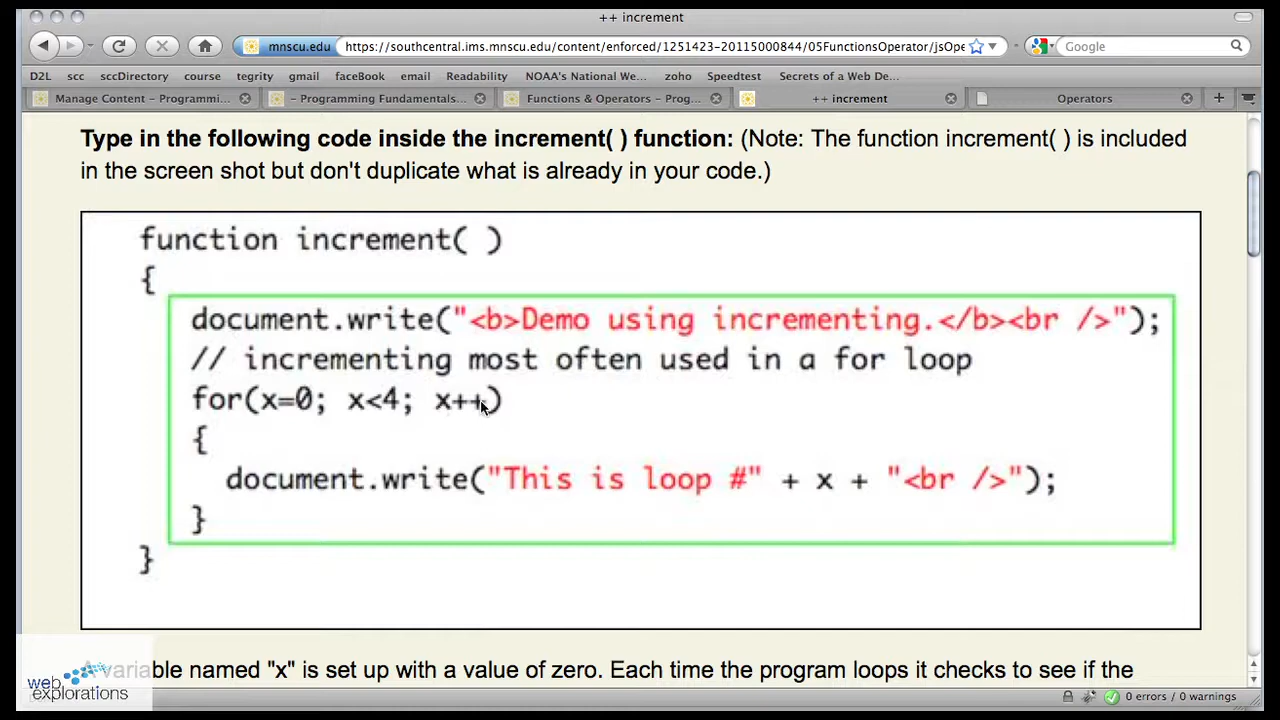 ++ increment
mnscu.edu https://southcentral.ims.mnscu.edu/content/enforced/1251423-20115000844/05FunctionsOperator/jsOpe Google
D2L scc sccDirectory course tegrity gmail faceBook email Readability NOAA's National We... zoho Speedtest Secrets of a Web De...
Manage Content – Programmi... – Programming Fundamentals... Functions & Operators – Prog... ++ increment Operators
Type in the following code inside the increment( ) function: (Note: The function increment( ) is included
in the screen shot but don't duplicate what is already in your code.)
function increment( )
{
document.write("<b>Demo using incrementing.</b><br />");
// incrementing most often used in a for loop
for(x=0; x<4; x++)
{
document.write("This is loop #" + x + "<br />");
}
}
A variable named "x" is set up with a value of zero. Each time the program loops it checks to see if the
web
explorations
0 errors / 0 warnings